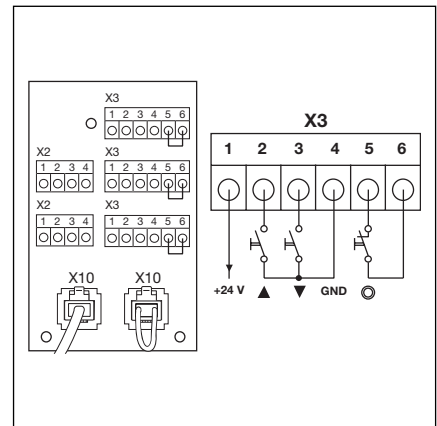 X3
1 2 3 4 5 6
X2
1 2 3 4
X3
1 2 3 4 5 6
X2
1 2 3 4
X3
1 2 3 4 5 6
X10 X10
X3
1 2 3 4 5 6
+24 V ▲ ▼ GND